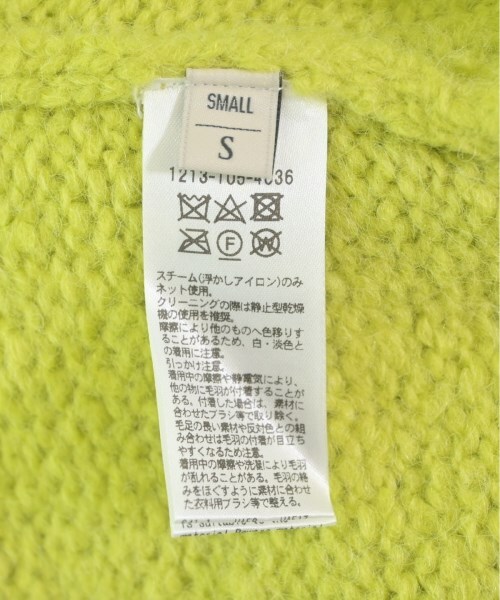 SMALL
S
1213-105-4036
F
W
スチーム(浮かしアイロン)のみ
ネット使用。
クリーニングの際は静止型乾燥
機の使用を推奨。
摩擦により他のものへ色移りす
ることがあるため、白・淡色と
の着用に注意。
引っかけ注意。
着用中の摩擦や静電気により、
他の物に毛羽が付着することが
ある。付着した場合は、素材に
合わせたブラシ等で取り除く。
毛足の長い素材や反対色との組
み合わせは毛羽の付着が目立ち
やすくなるため注意。
着用中の摩擦や洗濯により毛羽
が乱れることがある。毛羽の絡
みをほぐすように素材に合わせ
た衣料用ブラシ等で整える。